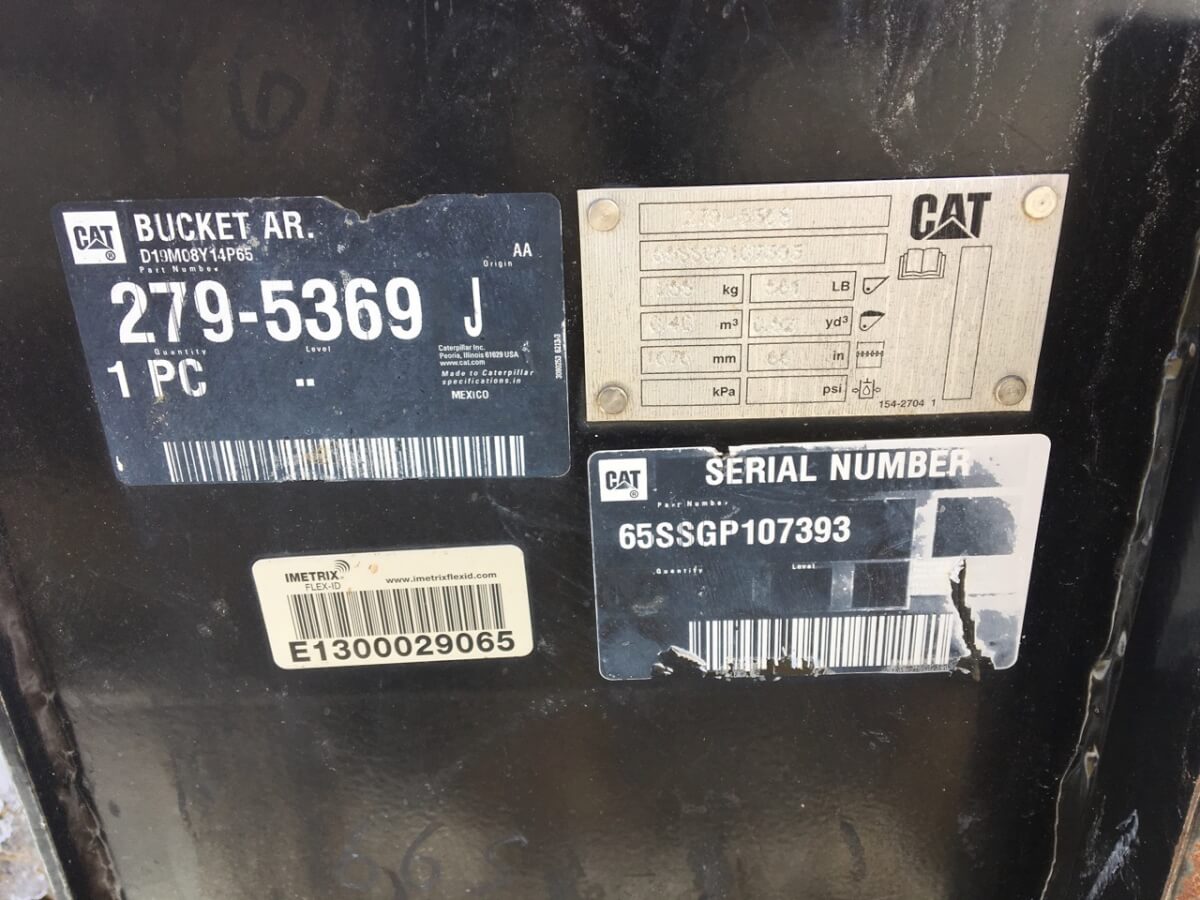 CAT
BUCKET AR.
D19M08Y14P65
AA
Part Number
Origin
279-5369 J
Quantity
Level
1 PC
--
Caterpillar Inc.
Peoria, Illinois 61629 USA
www.cat.com
Made to Caterpillar
specifications.in
MEXICO
CAT
kg
LB
m³
yd³
mm
66 in
kPa
psi
154-2704 1
CAT
SERIAL NUMBER
Part Number
65SSGP107393
Quantity
Level
IMETRIX
FLEX-ID
www.imetrixflexid.com
E1300029065